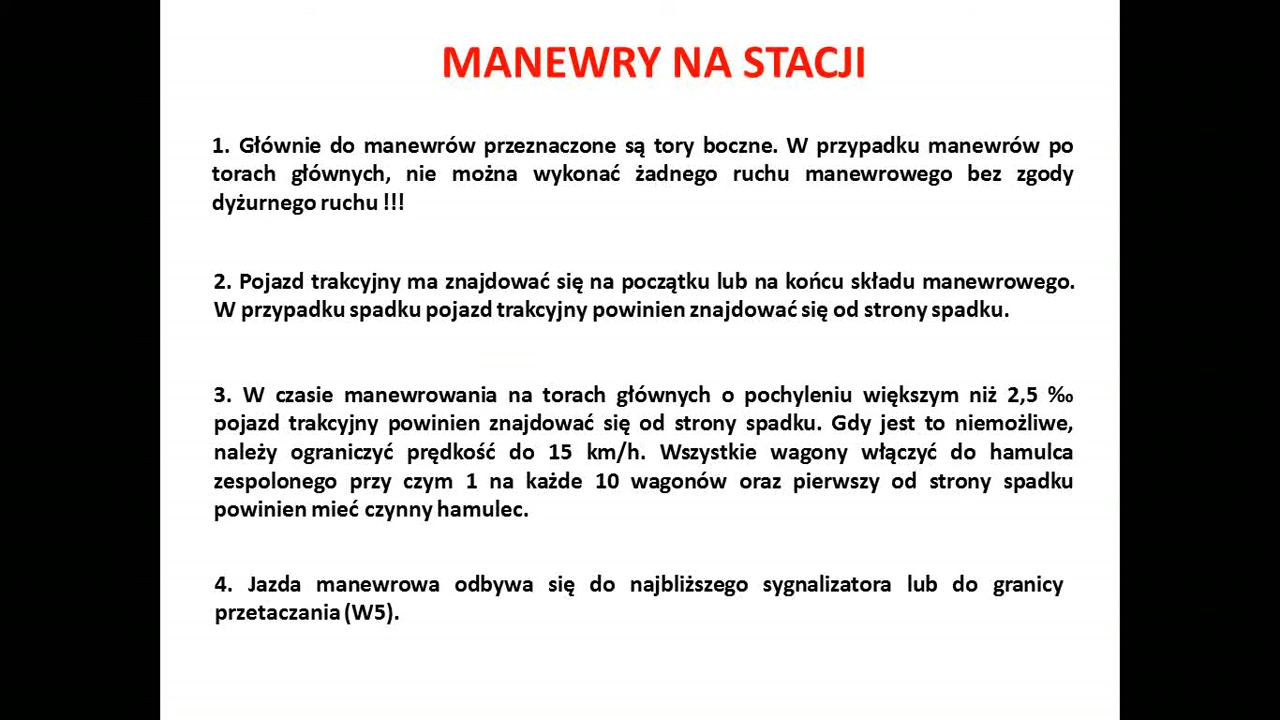 MANEWRY NA STACJI
1. Głównie do manewrów przeznaczone są tory boczne. W przypadku manewrów po
torach głównych, nie można wykonać żadnego ruchu manewrowego bez zgody
dyżurnego ruchu !!!
2. Pojazd trakcyjny ma znajdować się na początku lub na końcu składu manewrowego.
W przypadku spadku pojazd trakcyjny powinien znajdować się od strony spadku.
3. W czasie manewrowania na torach głównych o pochyleniu większym niż 2,5 ‰
pojazd trakcyjny powinien znajdować się od strony spadku. Gdy jest to niemożliwe,
należy ograniczyć prędkość do 15 km/h. Wszystkie wagony włączyć do hamulca
zespolonego przy czym 1 na każde 10 wagonów oraz pierwszy od strony spadku
powinien mieć czynny hamulec.
4. Jazda manewrowa odbywa się do najbliższego sygnalizatora lub do granicy
przetaczania (W5).